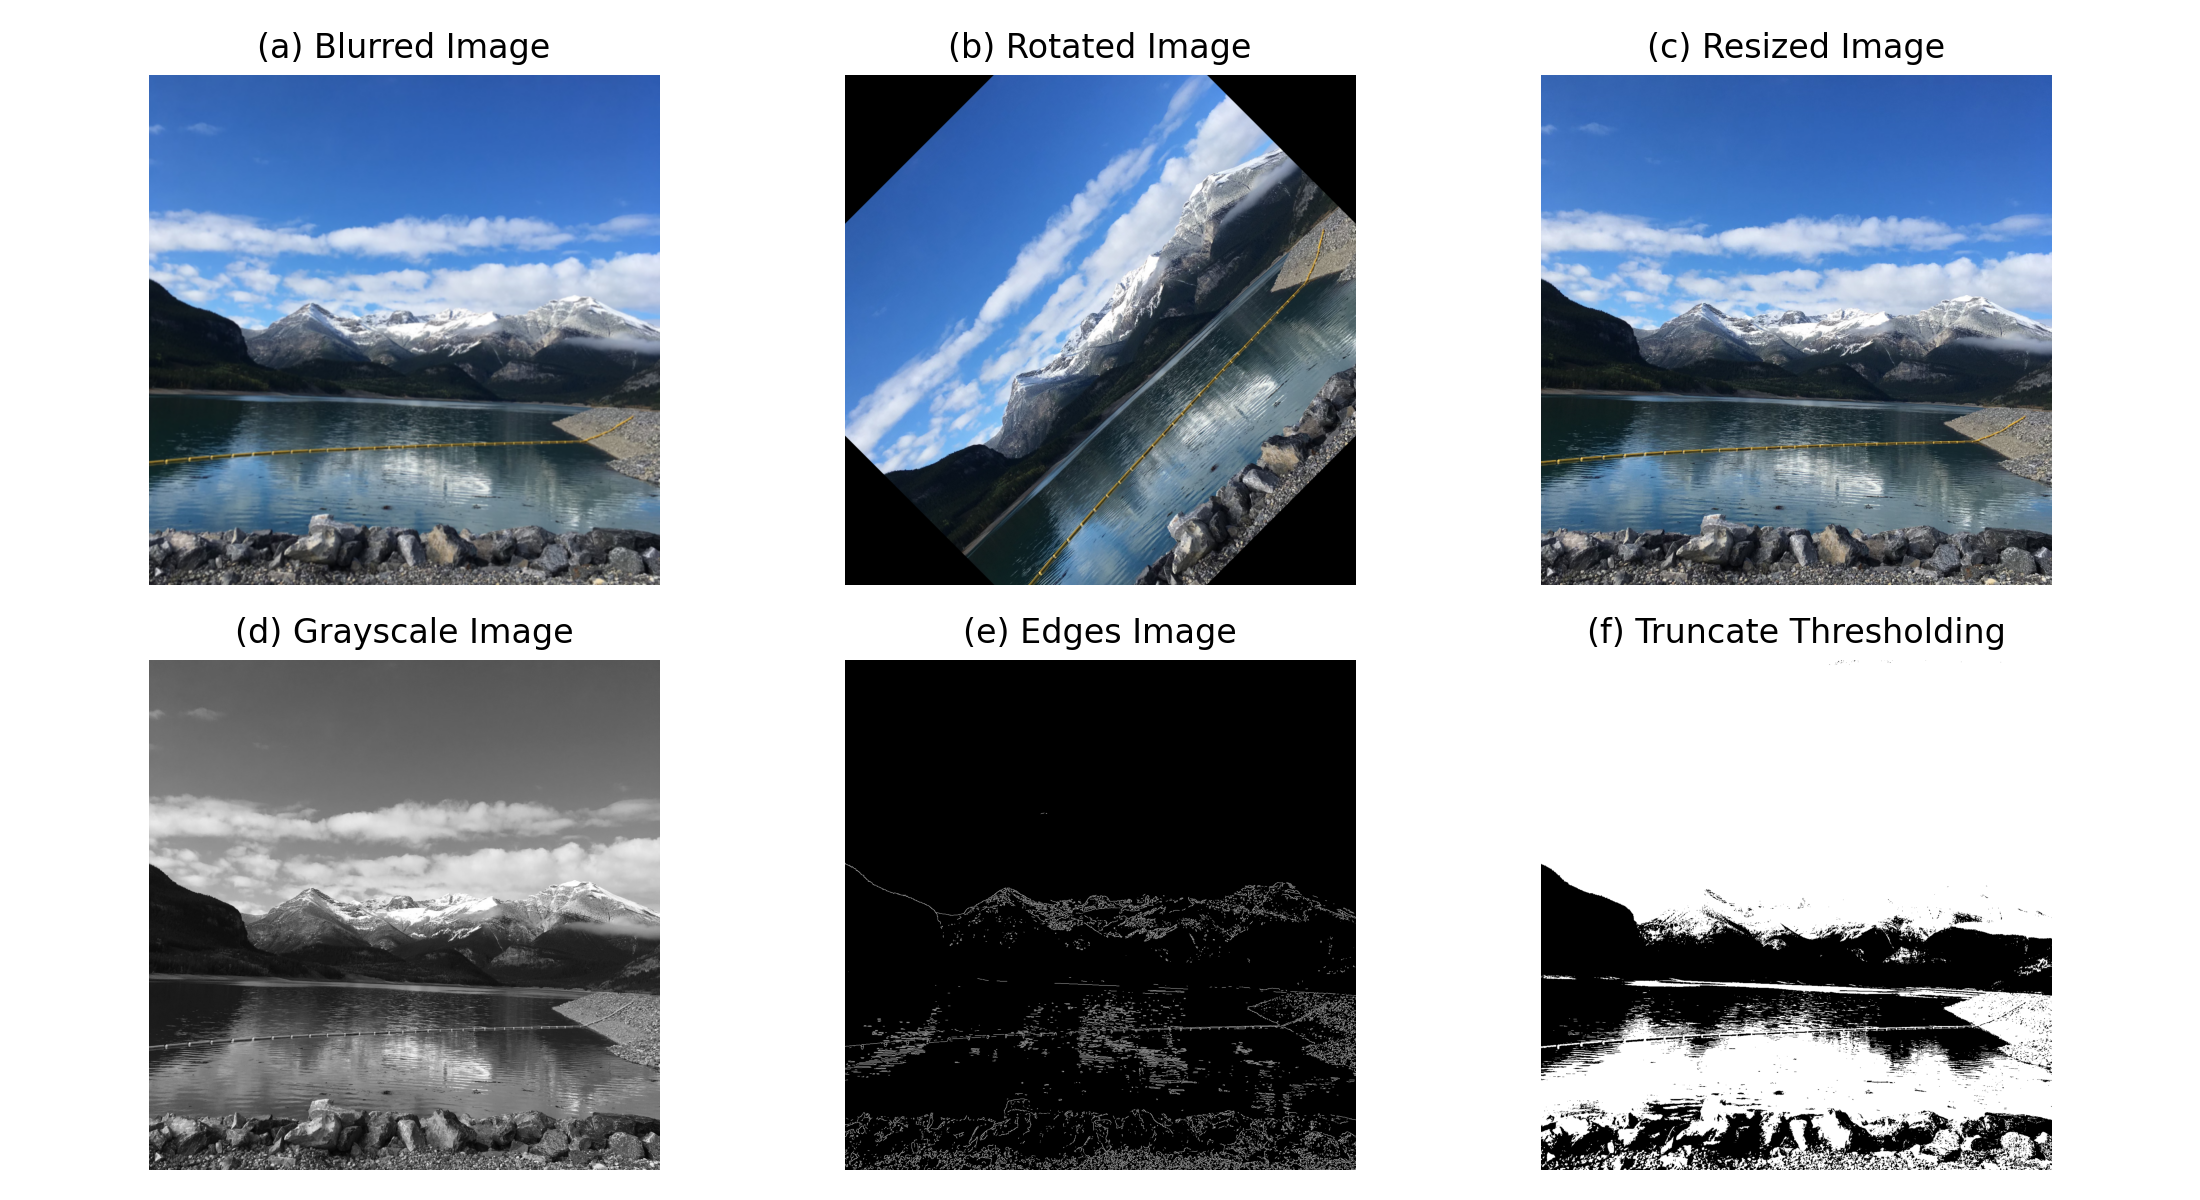 (a) Blurred Image
(b) Rotated Image
(c) Resized Image
(d) Grayscale Image
(e) Edges Image
(f) Truncate Thresholding